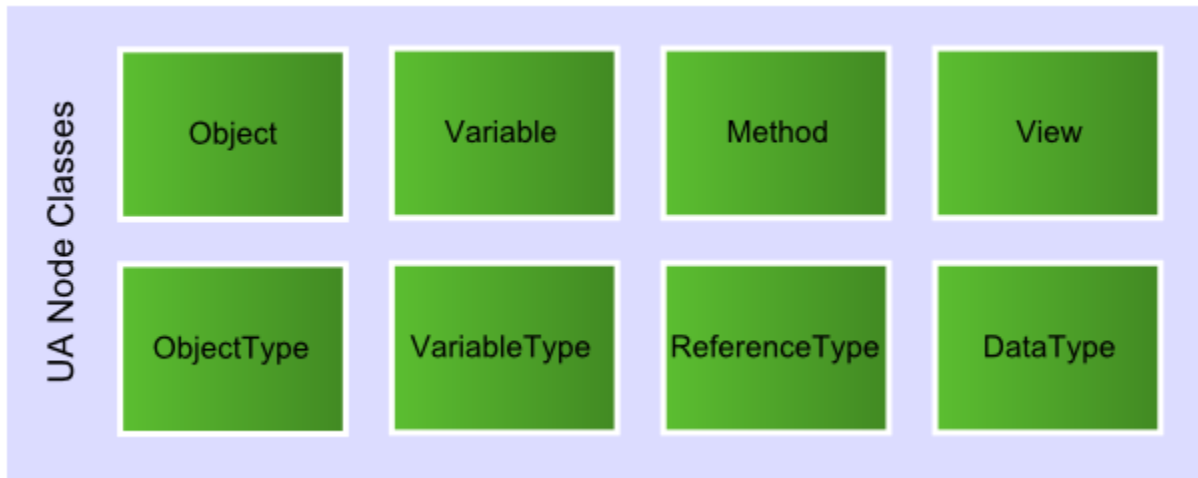 UA Node Classes
Object
Variable
Method
View
ObjectType
VariableType
ReferenceType
DataType